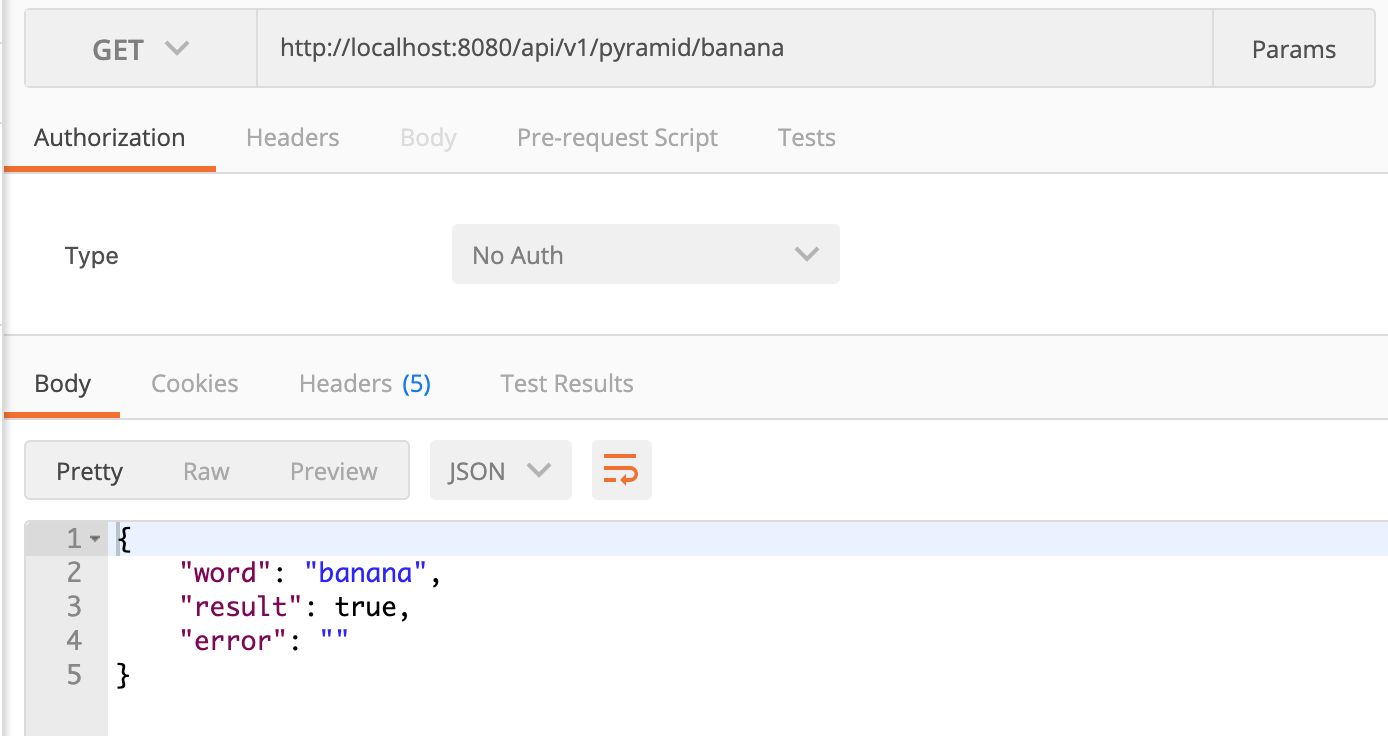 GET http://localhost:8080/api/v1/pyramid/banana Params
Authorization Headers Body Pre-request Script Tests
Type No Auth
Body Cookies Headers (5) Test Results
Pretty Raw Preview JSON
1 {
2 "word": "banana",
3 "result": true,
4 "error": ""
5 }